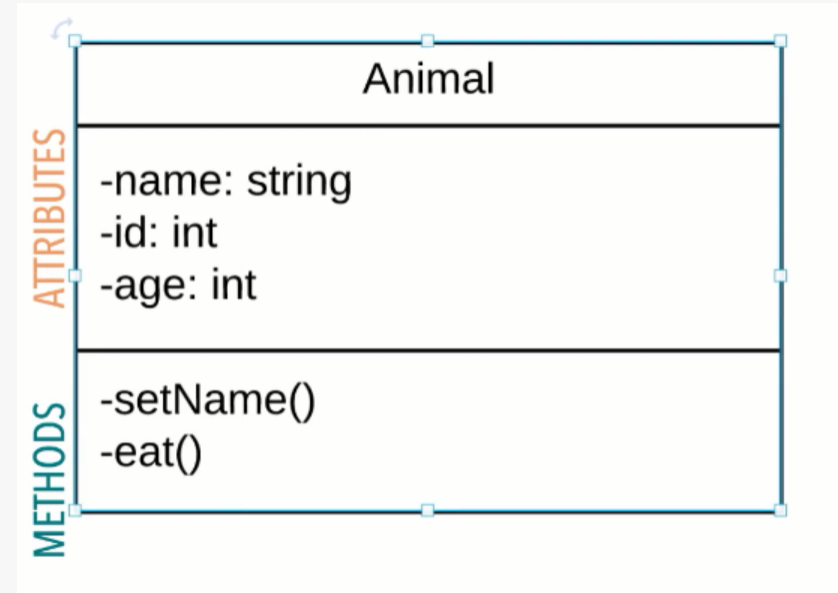 Animal
ATTRIBUTES
-name: string
-id: int
-age: int
METHODS
-setName()
-eat()